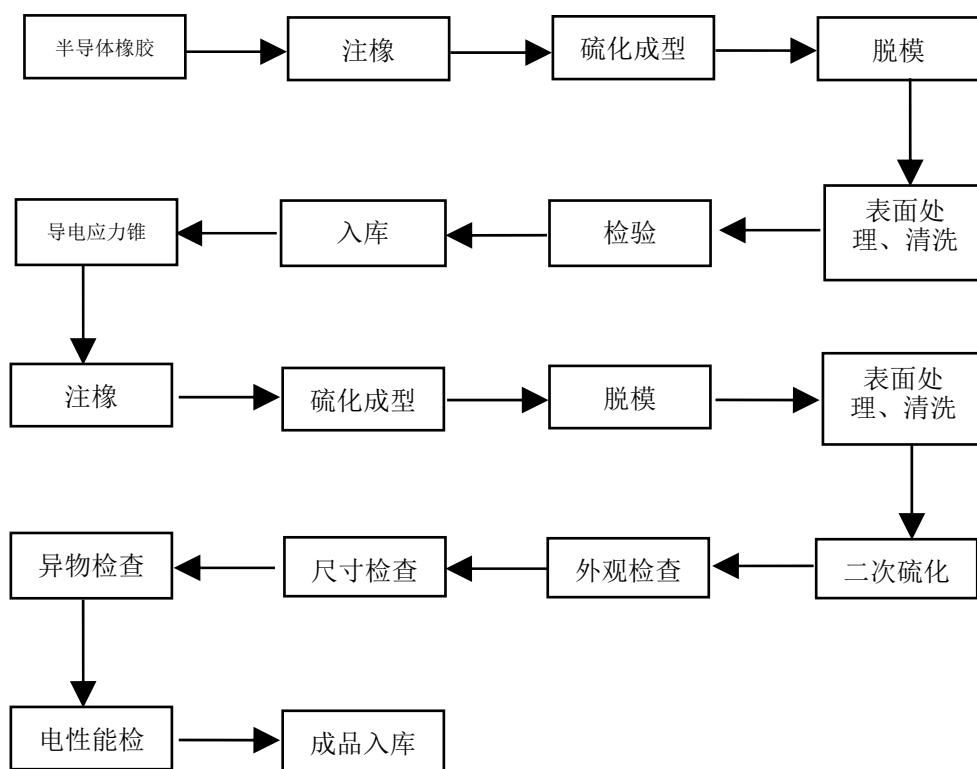 半导体橡胶
注橡
硫化成型
脱模
表面处
理、清洗
检验
入库
导电应力锥
注橡
硫化成型
脱模
表面处
理、清洗
二次硫化
外观检查
尺寸检查
异物检查
电性能检
成品入库